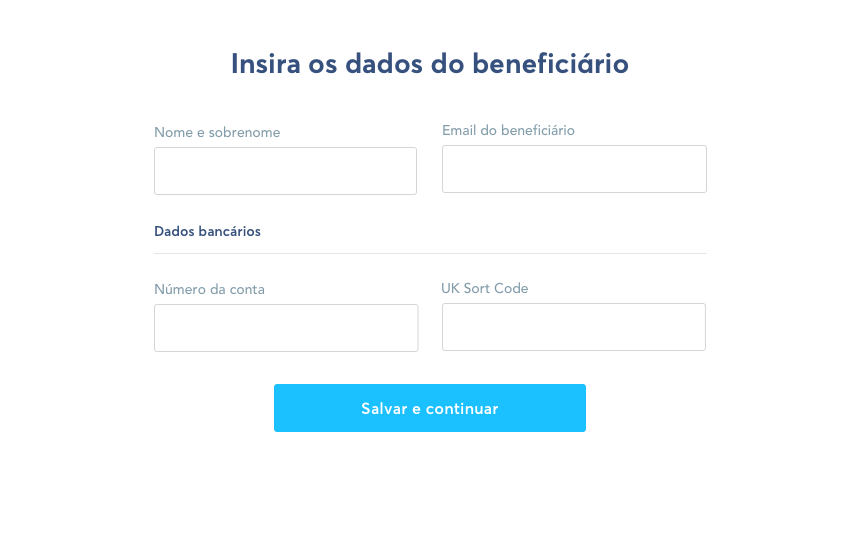 Insira os dados do beneficiário
Nome e sobrenome
Email do beneficiário
Dados bancários
Número da conta
UK Sort Code
Salvar e continuar